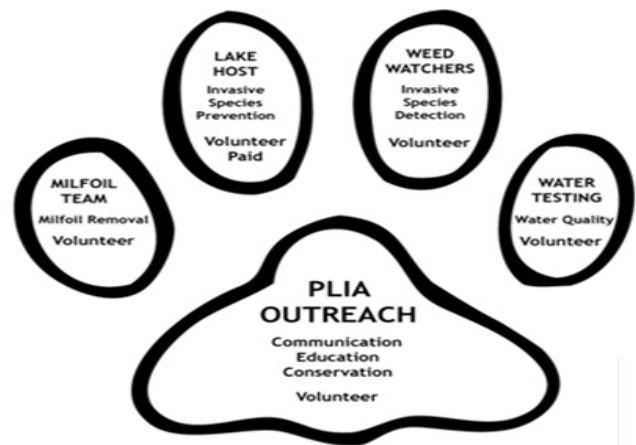 LAKE
HOST
Invasive
Species
Prevention
Volunteer
Paid
WEED
WATCHERS
Invasive
Species
Detection
Volunteer
MILFOIL
TEAM
Milfoil Removal
Volunteer
WATER
TESTING
Water Quality
Volunteer
PLIA
OUTREACH
Communication
Education
Conservation
Volunteer